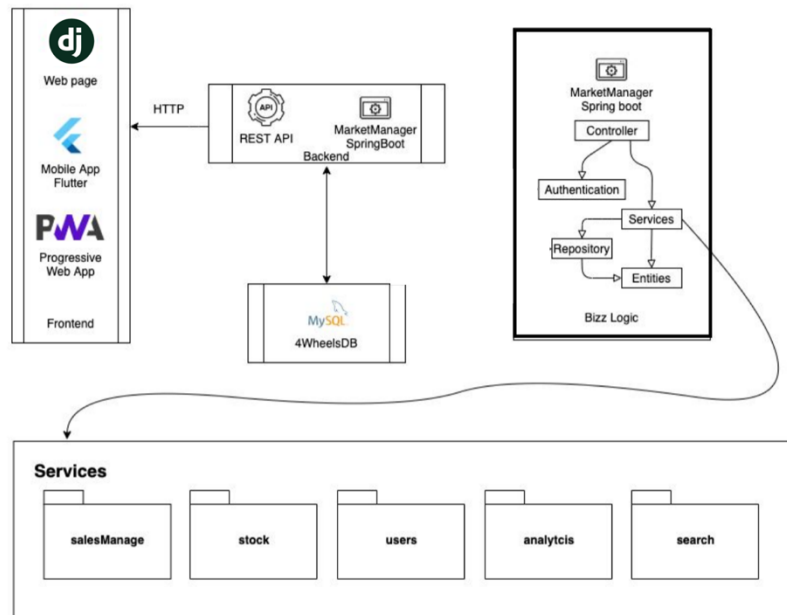 dj
Web page
Mobile App
Flutter
PWA
Progressive
Web App
Frontend
HTTP
API
REST API
MarketManager
SpringBoot
Backend
MySQL
4WheelsDB
MarketManager
Spring boot
Controller
Authentication
Services
Repository
Entities
Bizz Logic
Services
salesManage
stock
users
analytcis
search